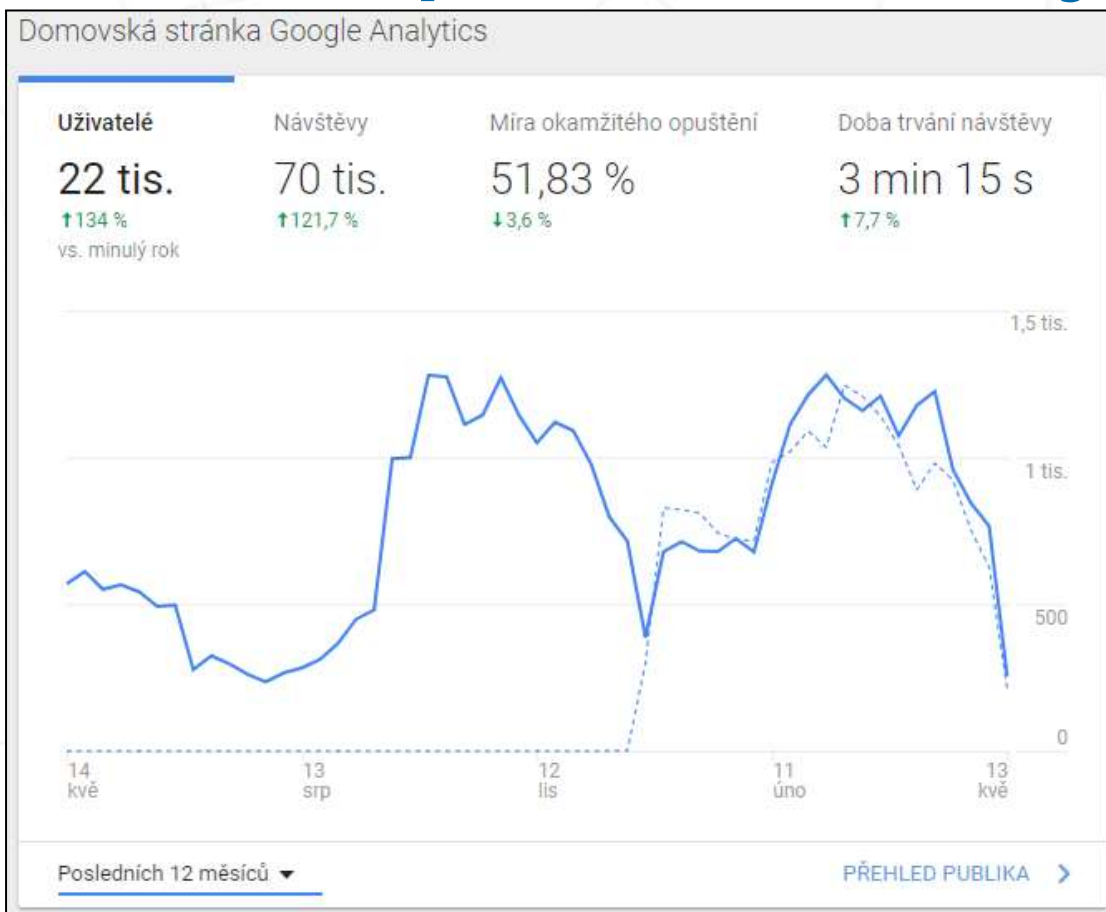 Domovská stránka Google Analytics
Uživatelé
22 tis.
↑134 %
vs. minulý rok
Návštěvy
70 tis.
↑121,7 %
Míra okamžitého opuštění
51,83 %
↓3,6 %
Doba trvání návštěvy
3 min 15 s
↑7,7 %
1,5 tis.
1 tis.
500
0
14 kvě
13 srp
12 lis
11 úno
13 kvě
Posledních 12 měsíců
PŘEHLED PUBLIKA